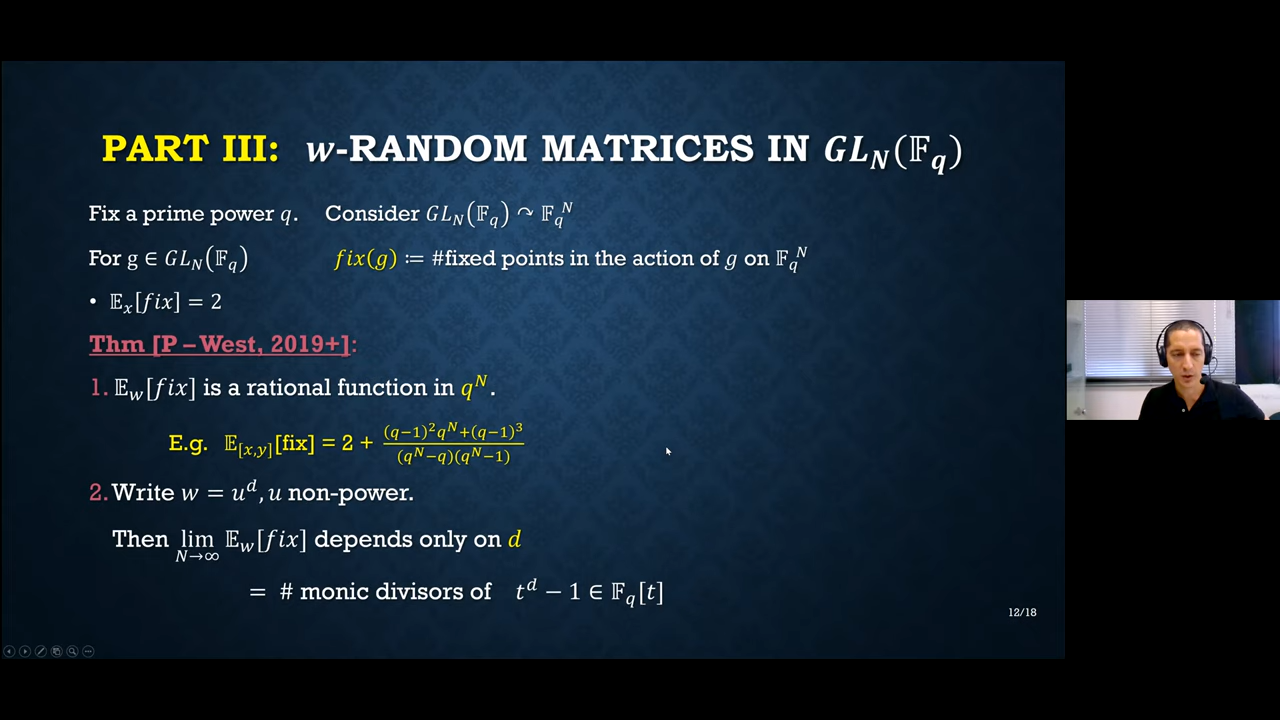 PART III: w-RANDOM MATRICES IN GL_N(𝔽_q)
Fix a prime power q. Consider GL_N(𝔽_q) ↷ 𝔽_q^N
For g ∈ GL_N(𝔽_q) fix(g) ≔ #fixed points in the action of g on 𝔽_q^N
• 𝔼_x[fix] = 2
Thm [P – West, 2019+]:
1. 𝔼_w[fix] is a rational function in q^N.
E.g. 𝔼_[x,y][fix] = 2 + ((q−1)^2 q^N+(q−1)^3)/((q^N−q)(q^N−1))
2. Write w = u^d, u non-power.
Then lim_{N→∞} 𝔼_w[fix] depends only on d
= # monic divisors of t^d − 1 ∈ 𝔽_q[t]
12/18